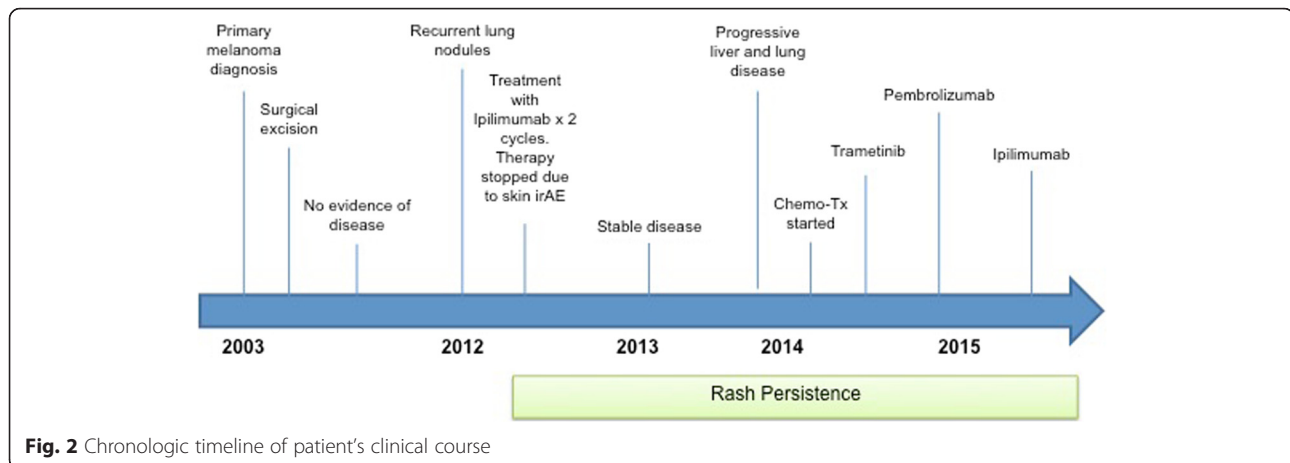 Primary
melanoma
diagnosis
Surgical
excision
No evidence of
disease
Recurrent lung
nodules
Treatment
with
Ipilimumab x 2
cycles.
Therapy
stopped due
to skin irAE
Stable disease
Progressive
liver and lung
disease
Chemo-Tx
started
Trametinib
Pembrolizumab
Ipilimumab
2003
2012
2013
2014
2015
Rash Persistence
Fig. 2 Chronologic timeline of patient's clinical course